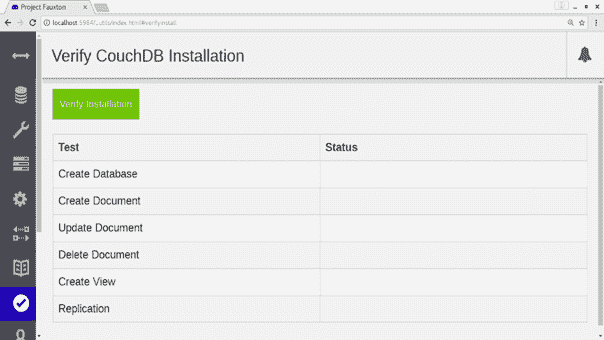 Project Fauxton
localhost:5984/_utils/index.html#verifyinstall
Verify CouchDB Installation
Verify Installation
Test Status
Create Database
Create Document
Update Document
Delete Document
Create View
Replication